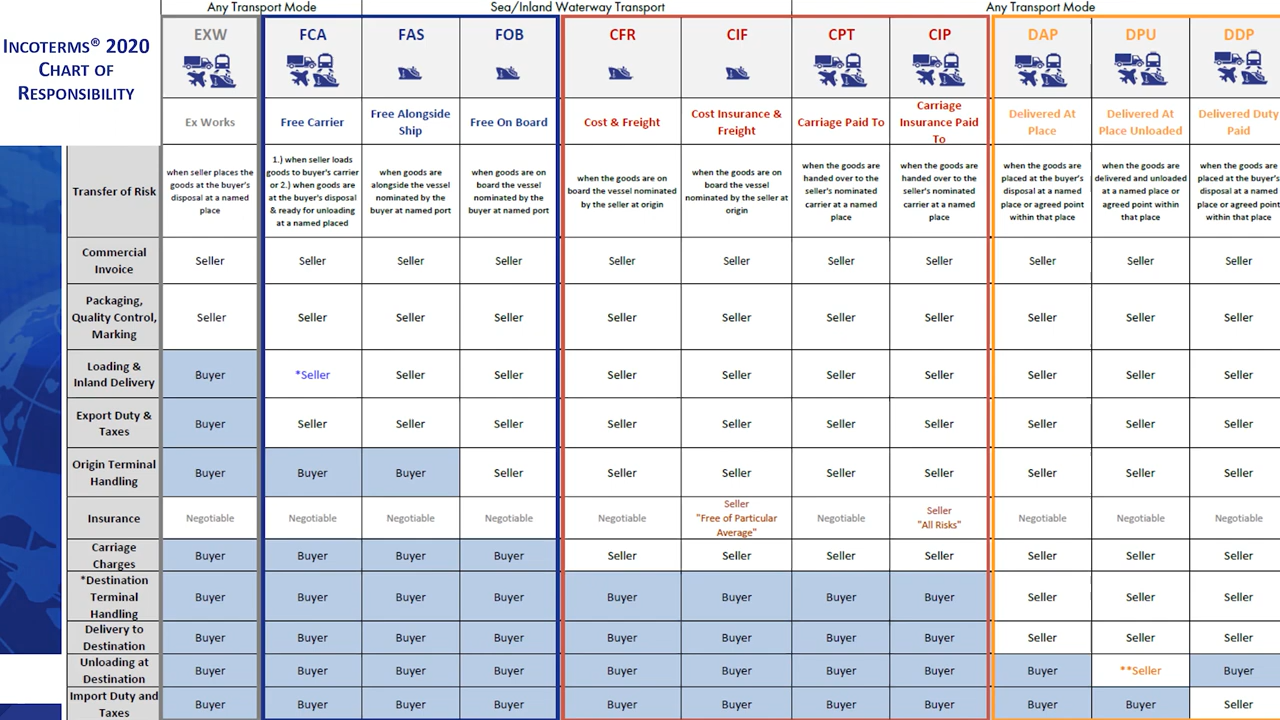 Any Transport Mode
Sea/Inland Waterway Transport
Any Transport Mode
INCOTERMS® 2020
CHART OF
RESPONSIBILITY
EXW
FCA
FAS
FOB
CFR
CIF
CPT
CIP
DAP
DPU
DDP
Ex Works
Free Carrier
Free Alongside
Ship
Free On Board
Cost & Freight
Cost Insurance &
Freight
Carriage Paid To
Carriage
Insurance Paid
To
Delivered At
Place
Delivered At
Place Unloaded
Delivered Duty
Paid
Transfer of Risk
when seller places the
goods at the buyer's
disposal at a named
place
1.) when seller loads
goods to buyer's carrier
or 2.) when goods are
at the buyer's disposal
& ready for unloading
at a named placed
when goods are
alongside the vessel
nominated by the
buyer at named port
when goods are on
board the vessel
nominated by the
buyer at named port
when the goods are on
board the vessel nominated
by the seller at origin
when the goods are on
board the vessel
nominated by the seller at
origin
when the goods are
handed over to the
seller's nominated
carrier at a named
place
when the goods are
handed over to the
seller's nominated
carrier at a named
place
when the goods are
placed at the buyer's
disposal at a named
place or agreed point
within that place
when the goods are
delivered and unloaded
at a named place or
agreed point within
that place
when the goods are
placed at the buyer's
disposal at a named
place or agreed point
within that place
Commercial
Invoice
Seller
Seller
Seller
Seller
Seller
Seller
Seller
Seller
Seller
Seller
Seller
Packaging,
Quality Control,
Marking
Seller
Seller
Seller
Seller
Seller
Seller
Seller
Seller
Seller
Seller
Seller
Loading &
Inland Delivery
Buyer
*Seller
Seller
Seller
Seller
Seller
Seller
Seller
Seller
Seller
Seller
Export Duty &
Taxes
Buyer
Seller
Seller
Seller
Seller
Seller
Seller
Seller
Seller
Seller
Seller
Origin Terminal
Handling
Buyer
Buyer
Buyer
Seller
Seller
Seller
Seller
Seller
Seller
Seller
Seller
Insurance
Negotiable
Negotiable
Negotiable
Negotiable
Negotiable
Seller
"Free of Particular
Average"
Negotiable
Seller
"All Risks"
Negotiable
Negotiable
Negotiable
Carriage
Charges
Buyer
Buyer
Buyer
Buyer
Seller
Seller
Seller
Seller
Seller
Seller
Seller
*Destination
Terminal
Handling
Buyer
Buyer
Buyer
Buyer
Buyer
Buyer
Buyer
Buyer
Seller
Seller
Seller
Delivery to
Destination
Buyer
Buyer
Buyer
Buyer
Buyer
Buyer
Buyer
Buyer
Seller
Seller
Seller
Unloading at
Destination
Buyer
Buyer
Buyer
Buyer
Buyer
Buyer
Buyer
Buyer
Buyer
**Seller
Buyer
Import Duty and
Taxes
Buyer
Buyer
Buyer
Buyer
Buyer
Buyer
Buyer
Buyer
Buyer
Buyer
Seller